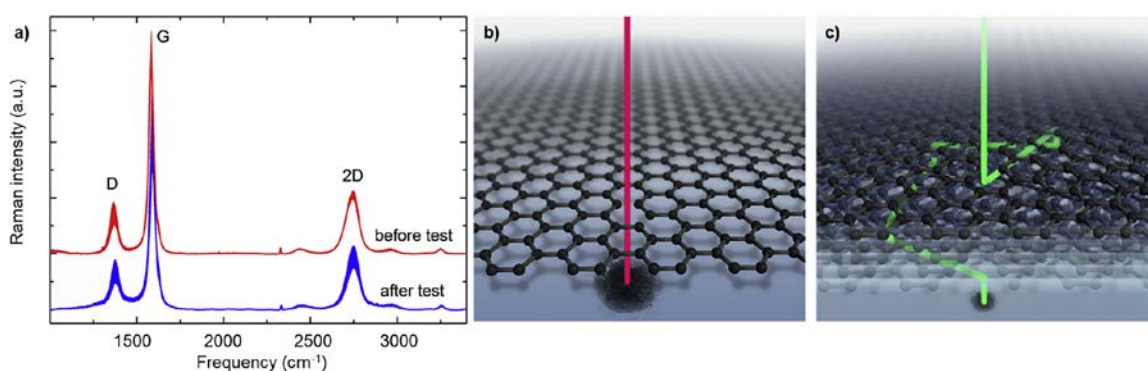 a)
G
D
2D
before test
after test
Raman intensity (a.u.)
1500 2000 2500 3000
Frequency (cm⁻¹)
b)
c)